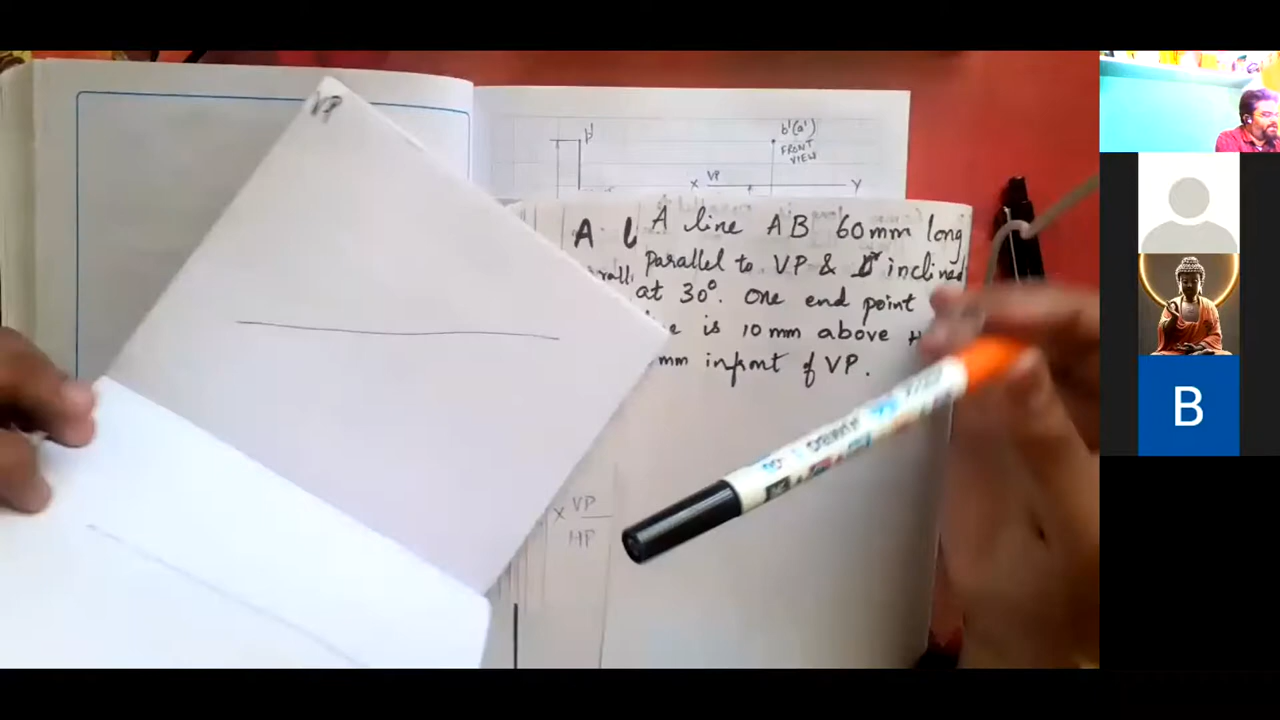 VP
b'
b'(a')
FRONT
VIEW
X VP Y
A line AB 60mm long
parallel to VP & inclined
at 30°. One end point
is 10 mm above
mm infront of VP.
X VP
HP
B